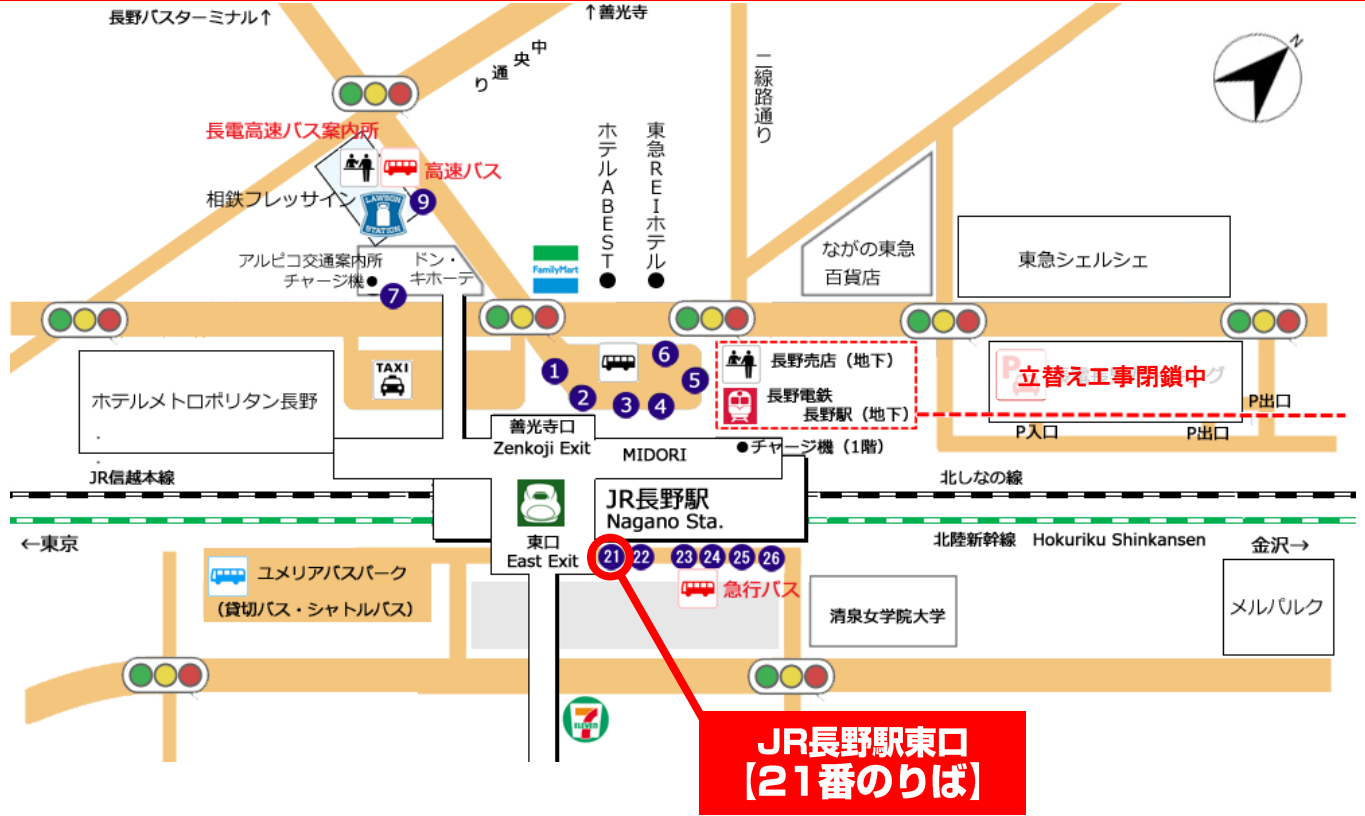 長野バスターミナル↑
↑善光寺
中央通り
二線路通り
N
長電高速バス案内所
高速バス
相鉄フレッサイン
LAWSON
STATION
9
ホテルABEST
東急REIホテル
アルピコ交通案内所
チャージ機●
ドン・
キホーテ
7
FamilyMart
ながの東急
百貨店
東急シェルシェ
TAXI
ホテルメトロポリタン長野
1
2
3
4
5
6
長野売店（地下）
長野電鉄
長野駅（地下）
●チャージ機（1階）
P
立替え工事閉鎖中
グ
P出口
P入口
P出口
善光寺口
Zenkoji Exit
MIDORI
JR信越本線
北しなの線
JR長野駅
Nagano Sta.
←東京
東口
East Exit
北陸新幹線 Hokuriku Shinkansen
金沢→
21
22
23
24
25
26
ユメリアバスパーク
（貸切バス・シャトルバス）
急行バス
清泉女学院大学
メルパルク
7
ELEVEN
JR長野駅東口
【21番のりば】